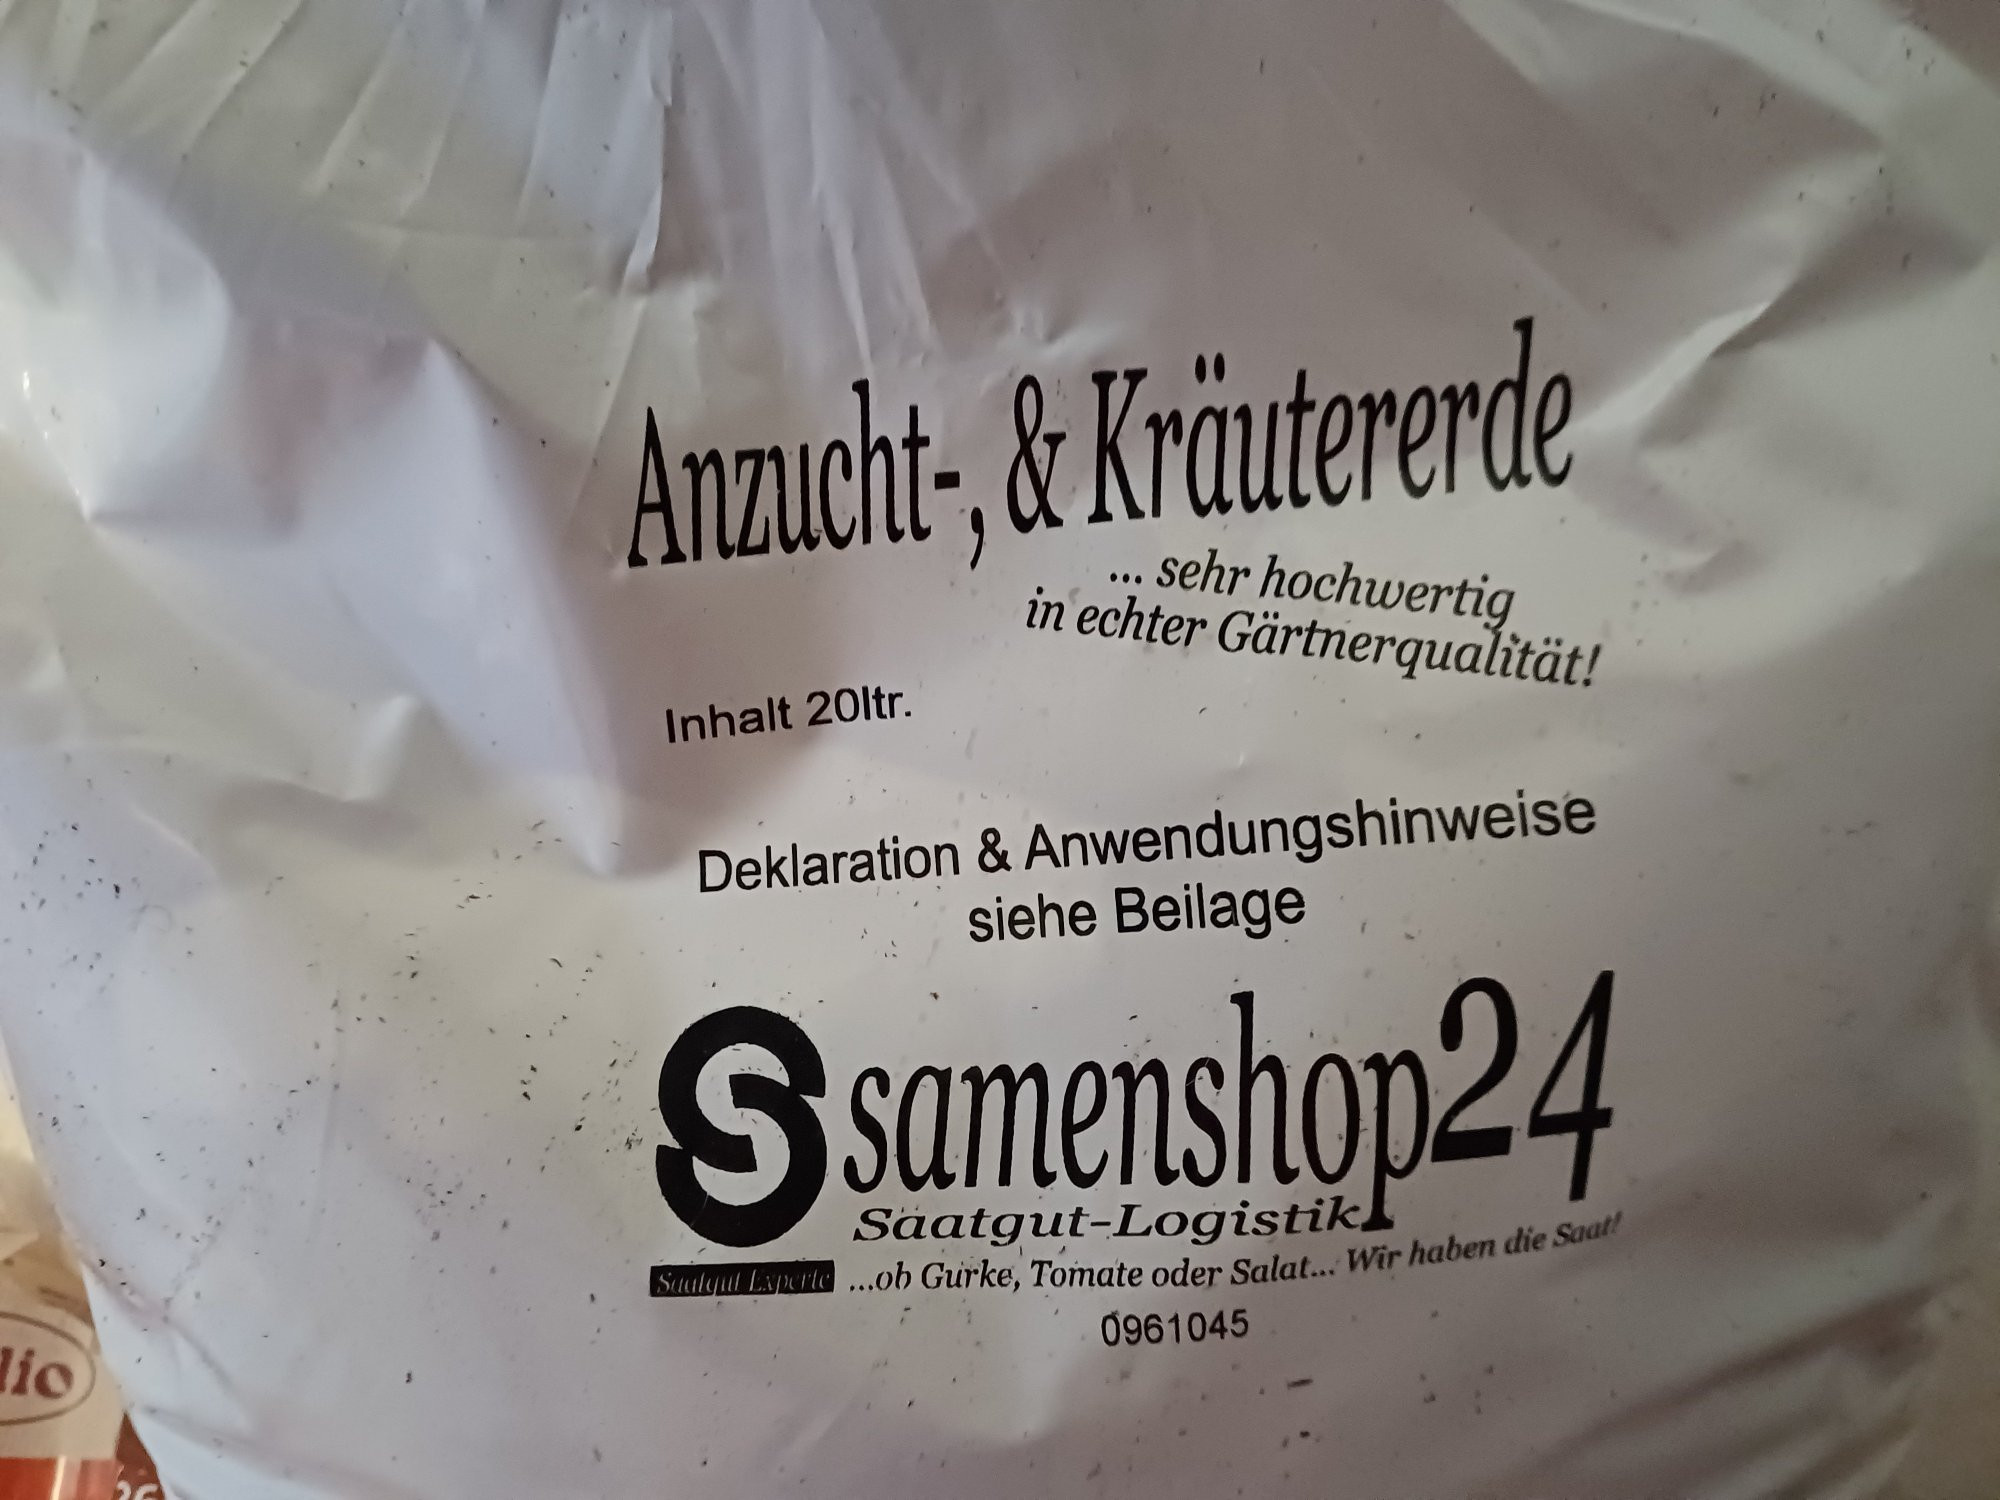 Anzucht-, & Kräutererde
... sehr hochwertig
in echter Gärtnerqualität!
Inhalt 20ltr.
Deklaration & Anwendungshinweise
siehe Beilage
S samenshop24
Saatgut-Logistik
Saatgut Experte ...ob Gurke, Tomate oder Salat... Wir haben die Saat!
0961045
lio